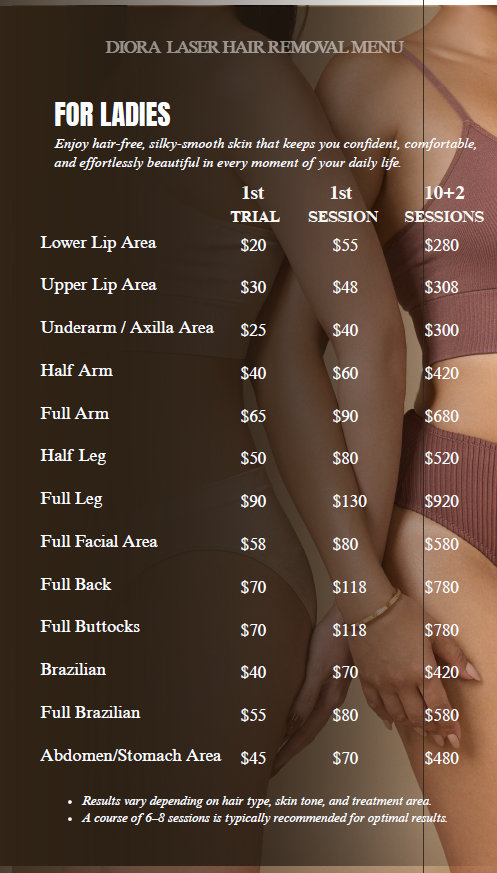 DIORA LASER HAIR REMOVAL MENU
FOR LADIES
Enjoy hair-free, silky-smooth skin that keeps you confident, comfortable,
and effortlessly beautiful in every moment of your daily life.
1st 1st 10+2
TRIAL SESSION SESSIONS
Lower Lip Area $20 $55 $280
Upper Lip Area $30 $48 $308
Underarm / Axilla Area $25 $40 $300
Half Arm $40 $60 $420
Full Arm $65 $90 $680
Half Leg $50 $80 $520
Full Leg $90 $130 $920
Full Facial Area $58 $80 $580
Full Back $70 $118 $780
Full Buttocks $70 $118 $780
Brazilian $40 $70 $420
Full Brazilian $55 $80 $580
Abdomen/Stomach Area $45 $70 $480
• Results vary depending on hair type, skin tone, and treatment area.
• A course of 6–8 sessions is typically recommended for optimal results.